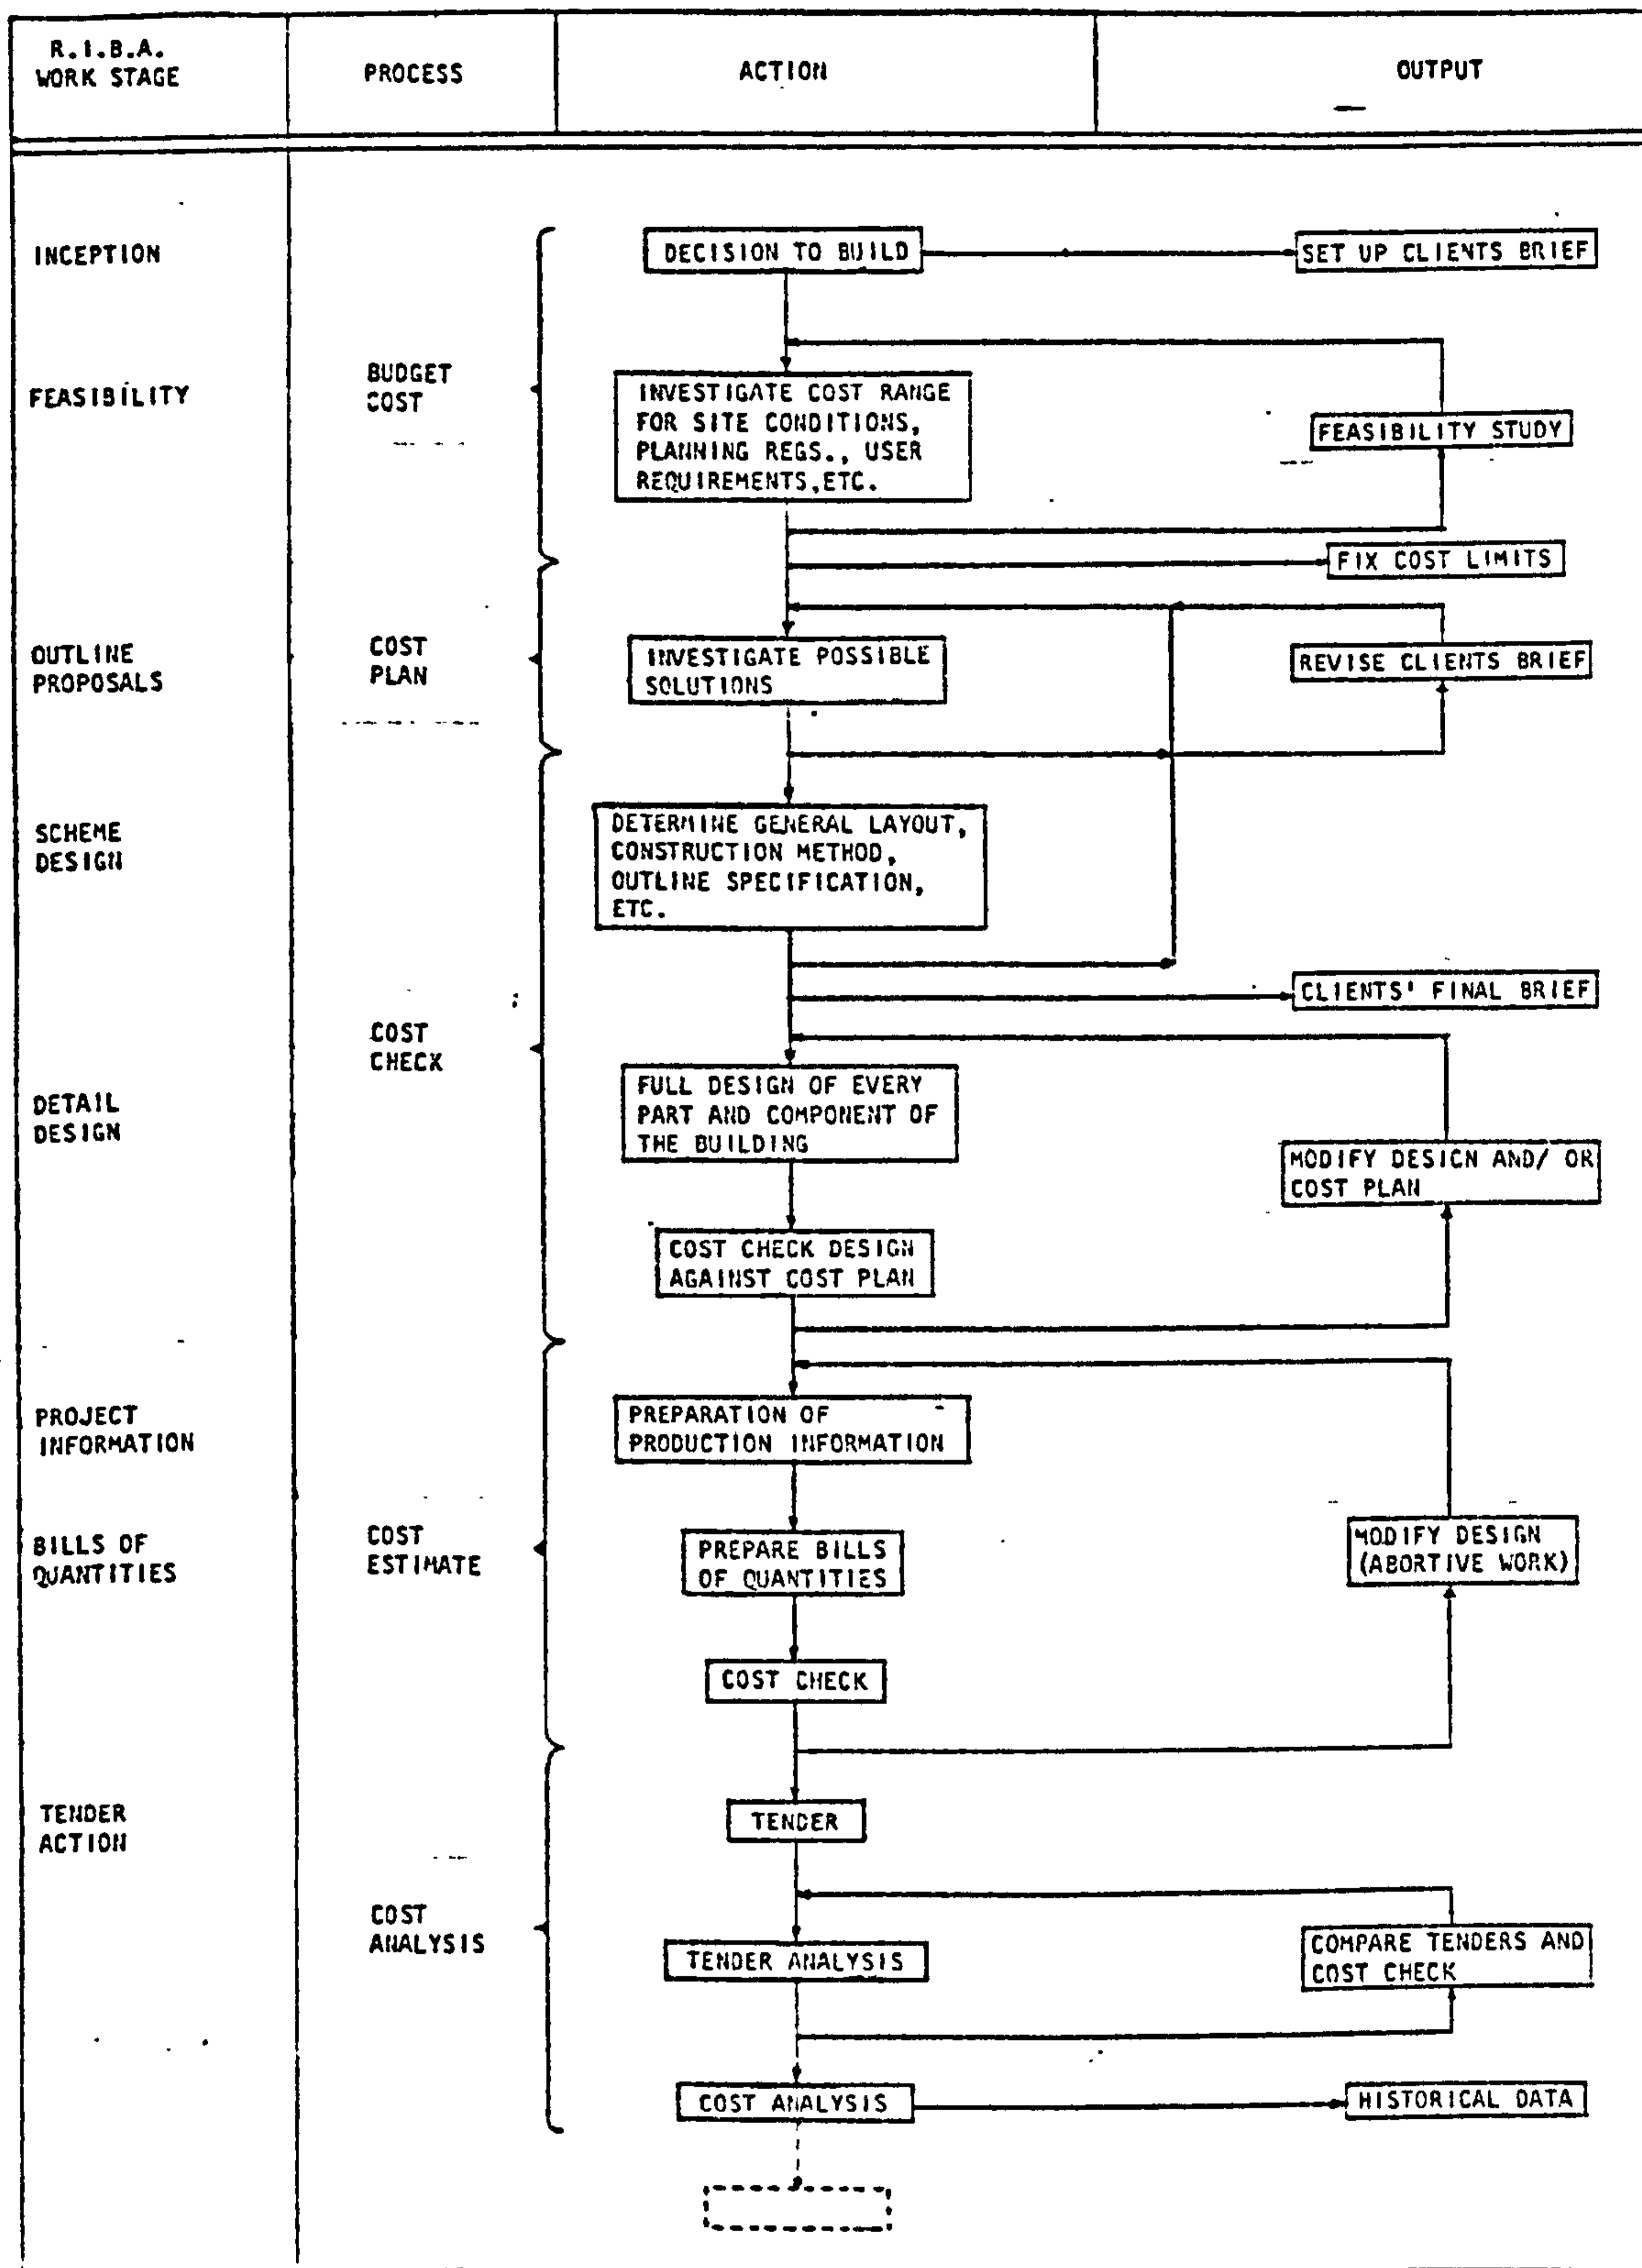 R.I.B.A.
WORK STAGE
PROCESS
ACTION
OUTPUT
INCEPTION
DECISION TO BUILD
SET UP CLIENTS BRIEF
FEASIBILITY
BUDGET
COST
INVESTIGATE COST RANGE
FOR SITE CONDITIONS,
PLANNING REGS., USER
REQUIREMENTS,ETC.
FEASIBILITY STUDY
FIX COST LIMITS
OUTLINE
PROPOSALS
COST
PLAN
INVESTIGATE POSSIBLE
SOLUTIONS
REVISE CLIENTS BRIEF
SCHEME
DESIGN
DETERMINE GENERAL LAYOUT,
CONSTRUCTION METHOD,
OUTLINE SPECIFICATION,
ETC.
CLIENTS' FINAL BRIEF
COST
CHECK
DETAIL
DESIGN
FULL DESIGN OF EVERY
PART AND COMPONENT OF
THE BUILDING
MODIFY DESIGN AND/ OR
COST PLAN
COST CHECK DESIGN
AGAINST COST PLAN
PROJECT
INFORMATION
PREPARATION OF
PRODUCTION INFORMATION
BILLS OF
QUANTITIES
COST
ESTIMATE
PREPARE BILLS
OF QUANTITIES
MODIFY DESIGN
(ABORTIVE WORK)
COST CHECK
TENDER
ACTION
TENDER
COST
ANALYSIS
TENDER ANALYSIS
COMPARE TENDERS AND
COST CHECK
COST ANALYSIS
HISTORICAL DATA